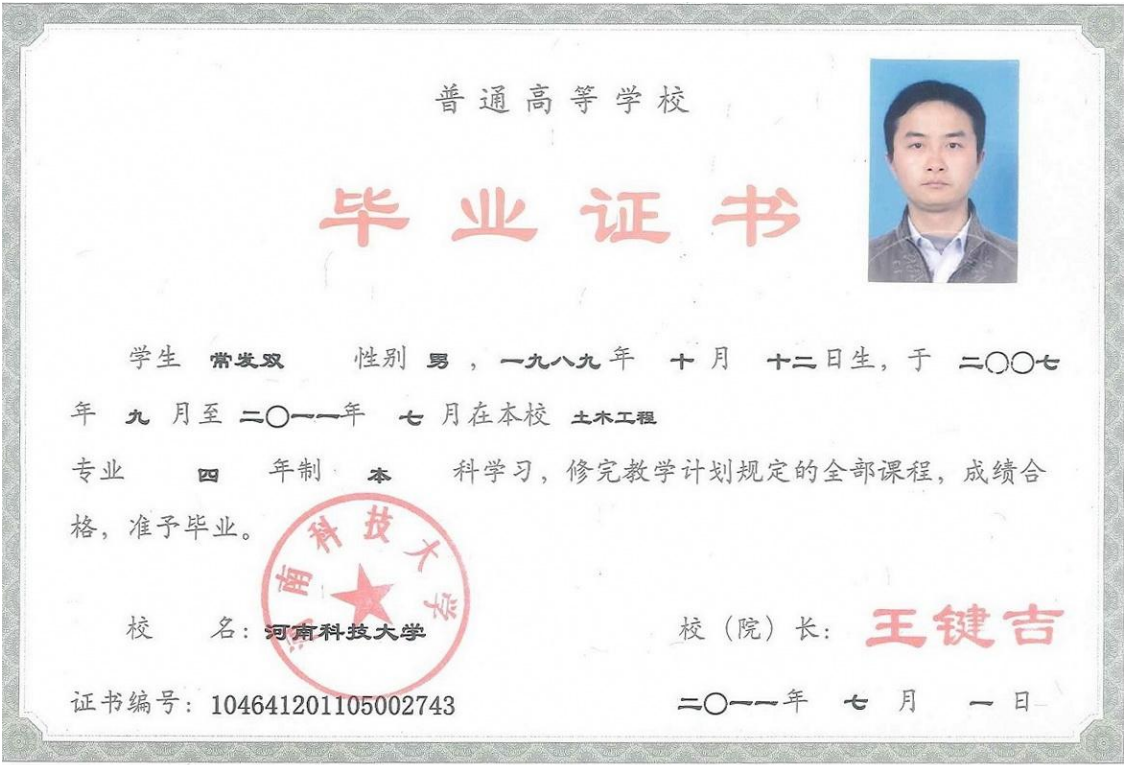 普通高等学校
毕业证书
学生 常发双 性别 男 ，一九八九年 十 月 十二日生，于 二〇〇七
年 九 月至 二〇一一年 七 月在本校 土木工程
专业 四 年制 本 科学习，修完教学计划规定的全部课程，成绩合
格，准予毕业。
河南科技大学
校 名：河南科技大学 校（院）长：王键吉
证书编号：104641201105002743 二〇一一年 七 月 一 日